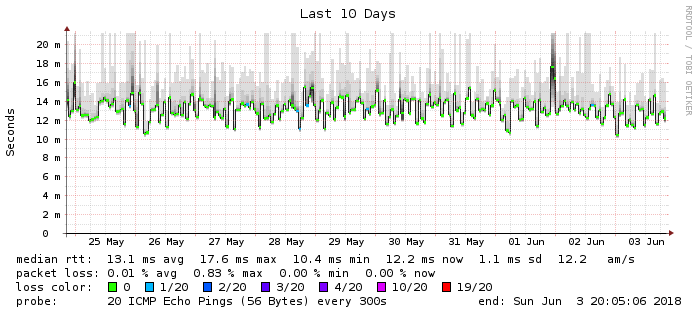 Last 10 Days
RRDTOOL / TOBI OETIKER
Seconds
20 m
18 m
16 m
14 m
12 m
10 m
8 m
6 m
4 m
2 m
0
25 May 26 May 27 May 28 May 29 May 30 May 31 May 01 Jun 02 Jun 03 Jun
median rtt: 13.1 ms avg 17.6 ms max 10.4 ms min 12.2 ms now 1.1 ms sd 12.2 am/s
packet loss: 0.01 % avg 0.83 % max 0.00 % min 0.00 % now
loss color: 0 1/20 2/20 3/20 4/20 10/20 19/20
probe: 20 ICMP Echo Pings (56 Bytes) every 300s end: Sun Jun 3 20:05:06 2018